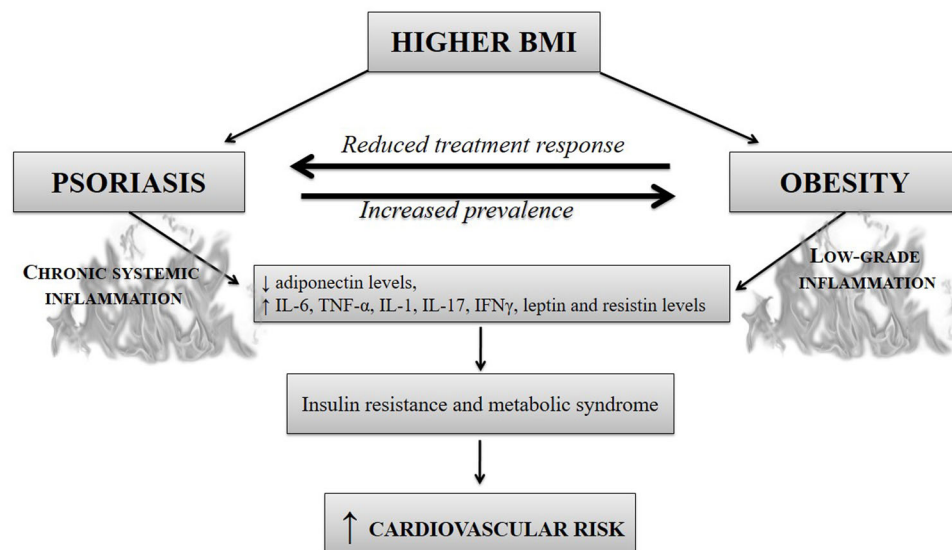 HIGHER BMI
Reduced treatment response
PSORIASIS
OBESITY
Increased prevalence
CHRONIC SYSTEMIC
INFLAMMATION
LOW-GRADE
INFLAMMATION
↓ adiponectin levels,
↑ IL-6, TNF-α, IL-1, IL-17, IFNγ, leptin and resistin levels
Insulin resistance and metabolic syndrome
↑ CARDIOVASCULAR RISK